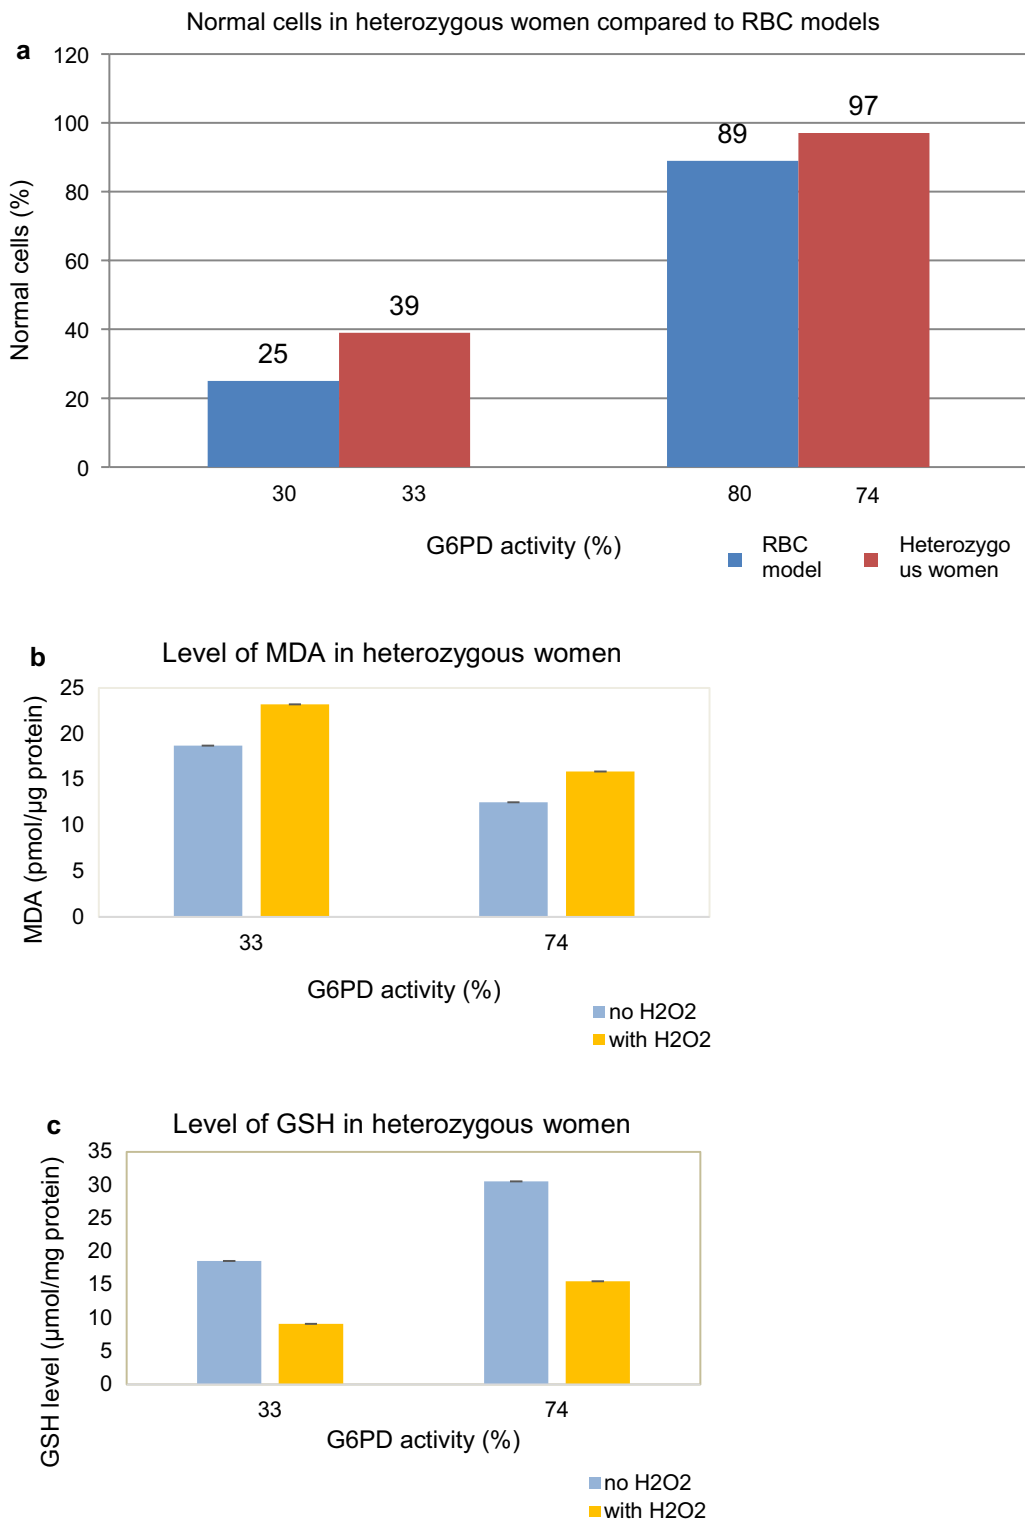 Normal cells in heterozygous women compared to RBC models
a
120
100
80
60
40
20
0
Normal cells (%)
25
39
89
97
30
33
80
74
G6PD activity (%)
RBC
model
Heterozygo
us women
b
Level of MDA in heterozygous women
25
20
15
10
5
0
MDA (pmol/µg protein)
33
74
G6PD activity (%)
no H2O2
with H2O2
c
Level of GSH in heterozygous women
35
30
25
20
15
10
5
0
GSH level (µmol/mg protein)
33
74
G6PD activity (%)
no H2O2
with H2O2